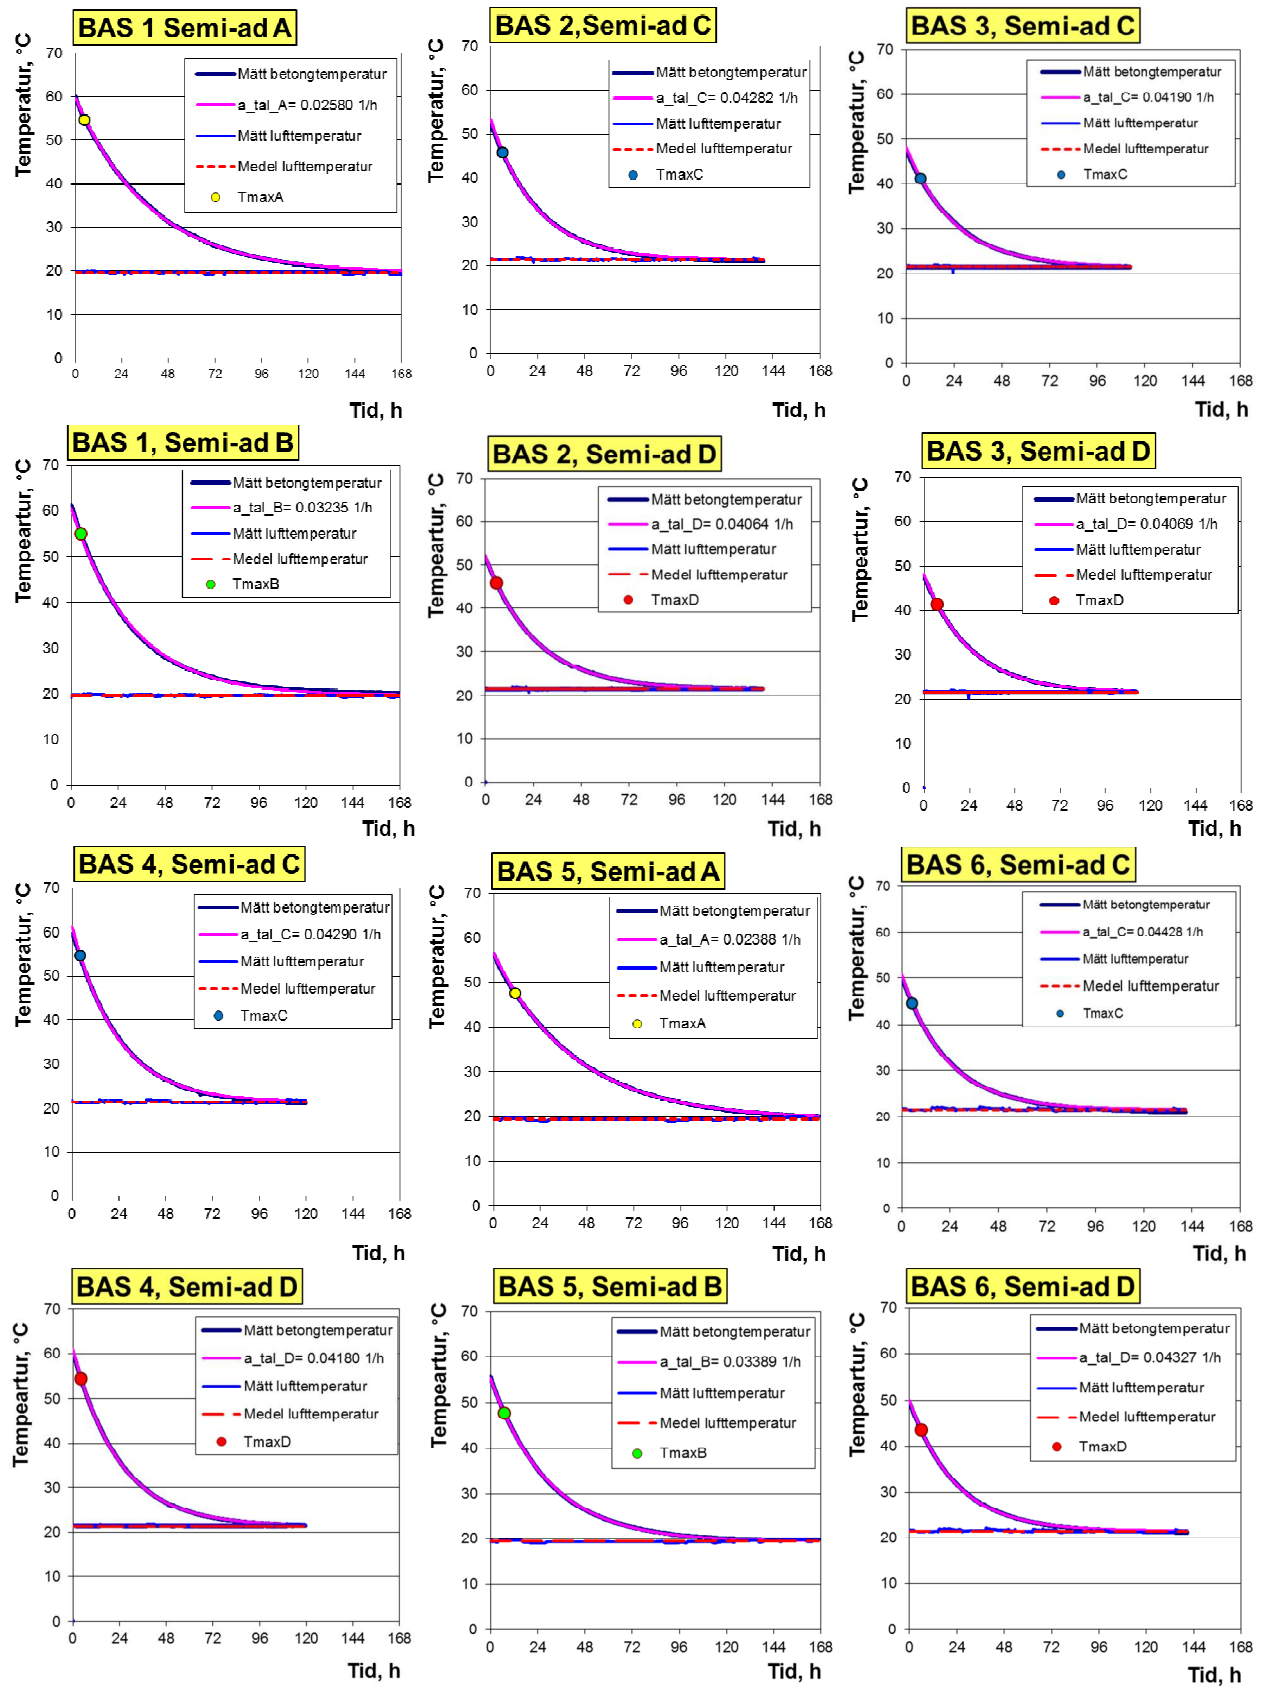 BAS 1 Semi-ad A
Temperatur, °C
70
60
50
40
30
20
10
0
Mätt betongtemperatur
a_tal_A= 0.02580 1/h
Mätt lufttemperatur
Medel lufttemperatur
TmaxA
0 24 48 72 96 120 144 168
Tid, h
BAS 2,Semi-ad C
Temperatur, °C
70
60
50
40
30
20
10
0
Mätt betongtemperatur
a_tal_C= 0.04282 1/h
Mätt lufttemperatur
Medel lufttemperatur
TmaxC
0 24 48 72 96 120 144 168
Tid, h
BAS 3, Semi-ad C
Temperatur, °C
70
60
50
40
30
20
10
0
Mätt betongtemperatur
a_tal_C= 0.04190 1/h
Mätt lufttemperatur
Medel lufttemperatur
TmaxC
0 24 48 72 96 120 144 168
Tid, h
BAS 1, Semi-ad B
Tempeartur, °C
70
60
50
40
30
20
10
0
Mätt betongtemperatur
a_tal_B= 0.03235 1/h
Mätt lufttemperatur
Medel lufttemperatur
TmaxB
0 24 48 72 96 120 144 168
Tid, h
BAS 2, Semi-ad D
Tempeartur, °C
70
60
50
40
30
20
10
0
Mätt betongtemperatur
a_tal_D= 0.04064 1/h
Mätt lufttemperatur
Medel lufttemperatur
TmaxD
0 24 48 72 96 120 144 168
Tid, h
BAS 3, Semi-ad D
Tempeartur, °C
70
60
50
40
30
20
10
0
Mätt betongtemperatur
a_tal_D= 0.04069 1/h
Mätt lufttemperatur
Medel lufttemperatur
TmaxD
0 24 48 72 96 120 144 168
Tid, h
BAS 4, Semi-ad C
Temperatur, °C
70
60
50
40
30
20
10
0
Mätt betongtemperatur
a_tal_C= 0.04290 1/h
Mätt lufttemperatur
Medel lufttemperatur
TmaxC
0 24 48 72 96 120 144 168
Tid, h
BAS 5, Semi-ad A
Temperatur, °C
70
60
50
40
30
20
10
0
Mätt betongtemperatur
a_tal_A= 0.02388 1/h
Mätt lufttemperatur
Medel lufttemperatur
TmaxA
0 24 48 72 96 120 144 168
Tid, h
BAS 6, Semi-ad C
Temperatur, °C
70
60
50
40
30
20
10
0
Mätt betongtemperatur
a_tal_C= 0.04428 1/h
Mätt lufttemperatur
Medel lufttemperatur
TmaxC
0 24 48 72 96 120 144 168
Tid, h
BAS 4, Semi-ad D
Tempeartur, °C
70
60
50
40
30
20
10
0
Mätt betongtemperatur
a_tal_D= 0.04180 1/h
Mätt lufttemperatur
Medel lufttemperatur
TmaxD
0 24 48 72 96 120 144 168
Tid, h
BAS 5, Semi-ad B
Tempeartur, °C
70
60
50
40
30
20
10
0
Mätt betongtemperatur
a_tal_B= 0.03389 1/h
Mätt lufttemperatur
Medel lufttemperatur
TmaxB
0 24 48 72 96 120 144 168
Tid, h
BAS 6, Semi-ad D
Tempeartur, °C
70
60
50
40
30
20
10
0
Mätt betongtemperatur
a_tal_D= 0.04327 1/h
Mätt lufttemperatur
Medel lufttemperatur
TmaxD
0 24 48 72 96 120 144 168
Tid, h